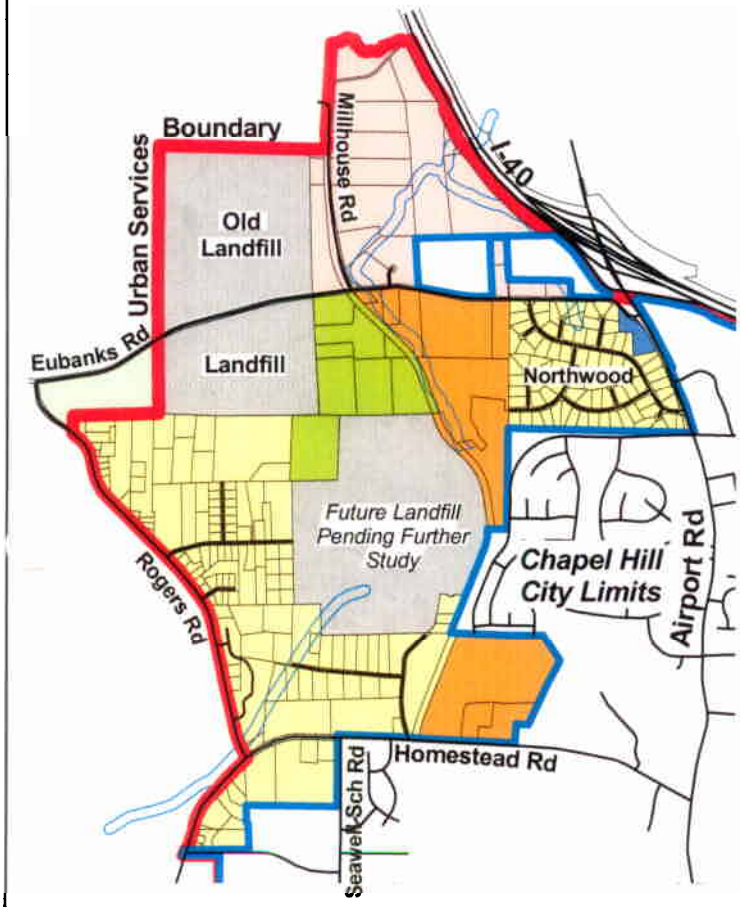 Boundary
Urban Services
Millhouse Rd
I-40
Old
Landfill
Eubanks Rd
Landfill
Northwood
Future Landfill
Pending Further
Study
Chapel Hill
City Limits
Airport Rd
Rogers Rd
Homestead Rd
Seawell-Sch Rd